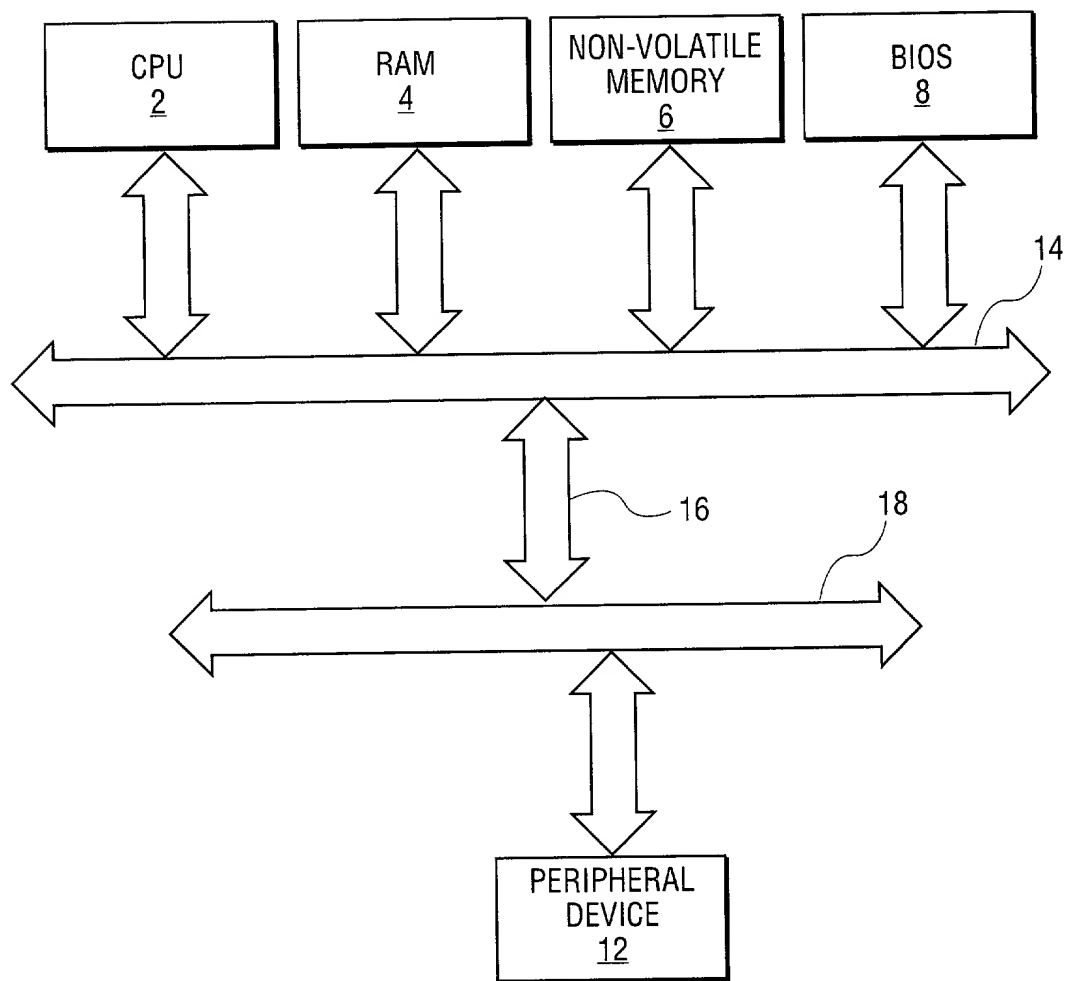 CPU
2
RAM
4
NON-VOLATILE
MEMORY
6
BIOS
8
14
16
18
PERIPHERAL
DEVICE
12